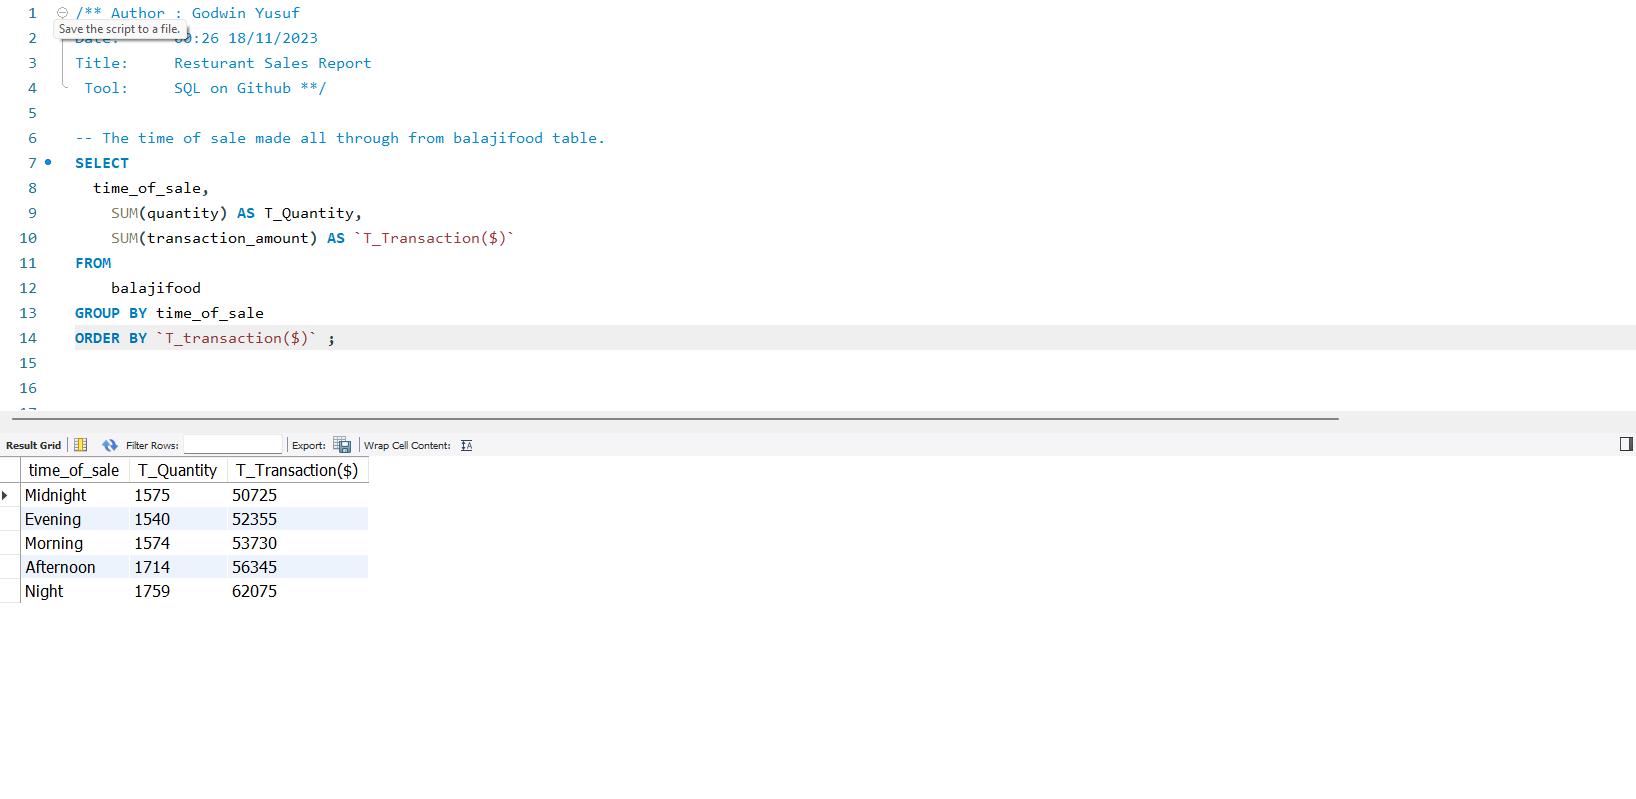 1 /** Author : Godwin Yusuf
Save the script to a file.
2 Date: 00:26 18/11/2023
3 Title: Resturant Sales Report
4 Tool: SQL on Github **/
5
6 -- The time of sale made all through from balajifood table.
7 SELECT
8 time_of_sale,
9 SUM(quantity) AS T_Quantity,
10 SUM(transaction_amount) AS `T_Transaction($)`
11 FROM
12 balajifood
13 GROUP BY time_of_sale
14 ORDER BY `T_transaction($)` ;
15
16
17
Result Grid Filter Rows: Export: Wrap Cell Content:
time_of_sale T_Quantity T_Transaction($)
Midnight 1575 50725
Evening 1540 52355
Morning 1574 53730
Afternoon 1714 56345
Night 1759 62075